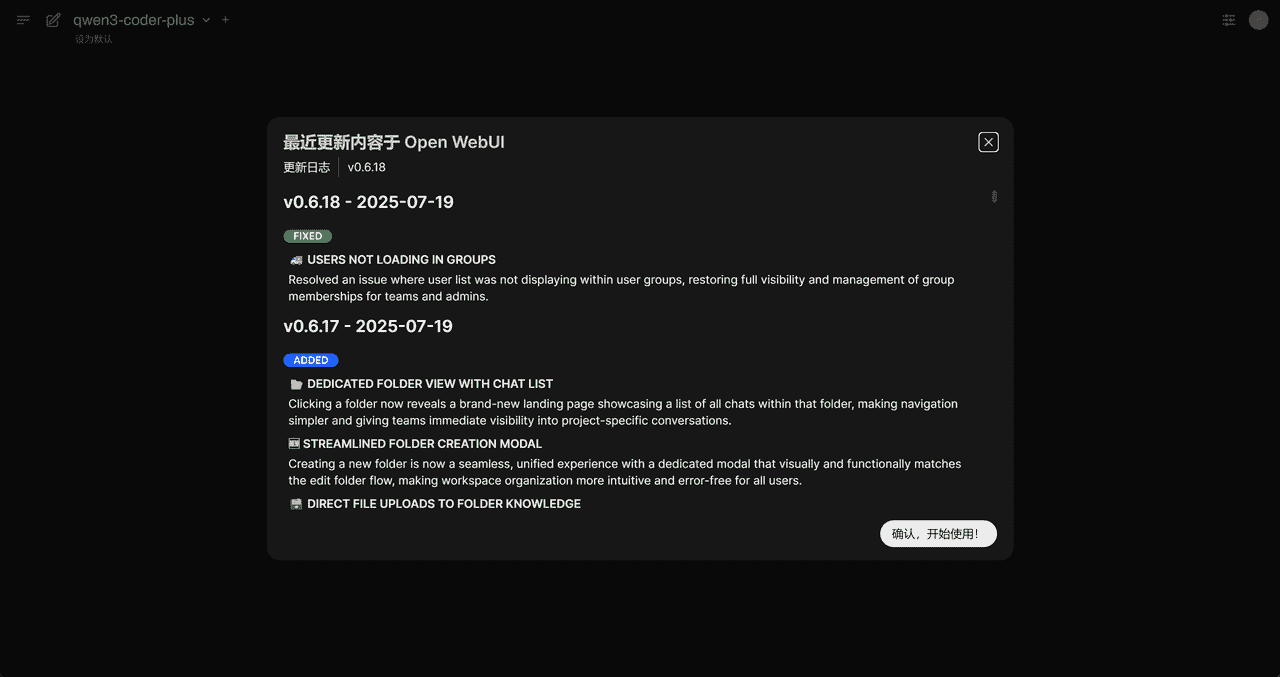 qwen3-coder-plus
设为默认
最近更新内容于 Open WebUI
更新日志 v0.6.18
v0.6.18 - 2025-07-19
FIXED
🚑 USERS NOT LOADING IN GROUPS
Resolved an issue where user list was not displaying within user groups, restoring full visibility and management of group
memberships for teams and admins.
v0.6.17 - 2025-07-19
ADDED
📂 DEDICATED FOLDER VIEW WITH CHAT LIST
Clicking a folder now reveals a brand-new landing page showcasing a list of all chats within that folder, making navigation
simpler and giving teams immediate visibility into project-specific conversations.
🆕 STREAMLINED FOLDER CREATION MODAL
Creating a new folder is now a seamless, unified experience with a dedicated modal that visually and functionally matches
the edit folder flow, making workspace organization more intuitive and error-free for all users.
🗃️ DIRECT FILE UPLOADS TO FOLDER KNOWLEDGE
确认，开始使用！